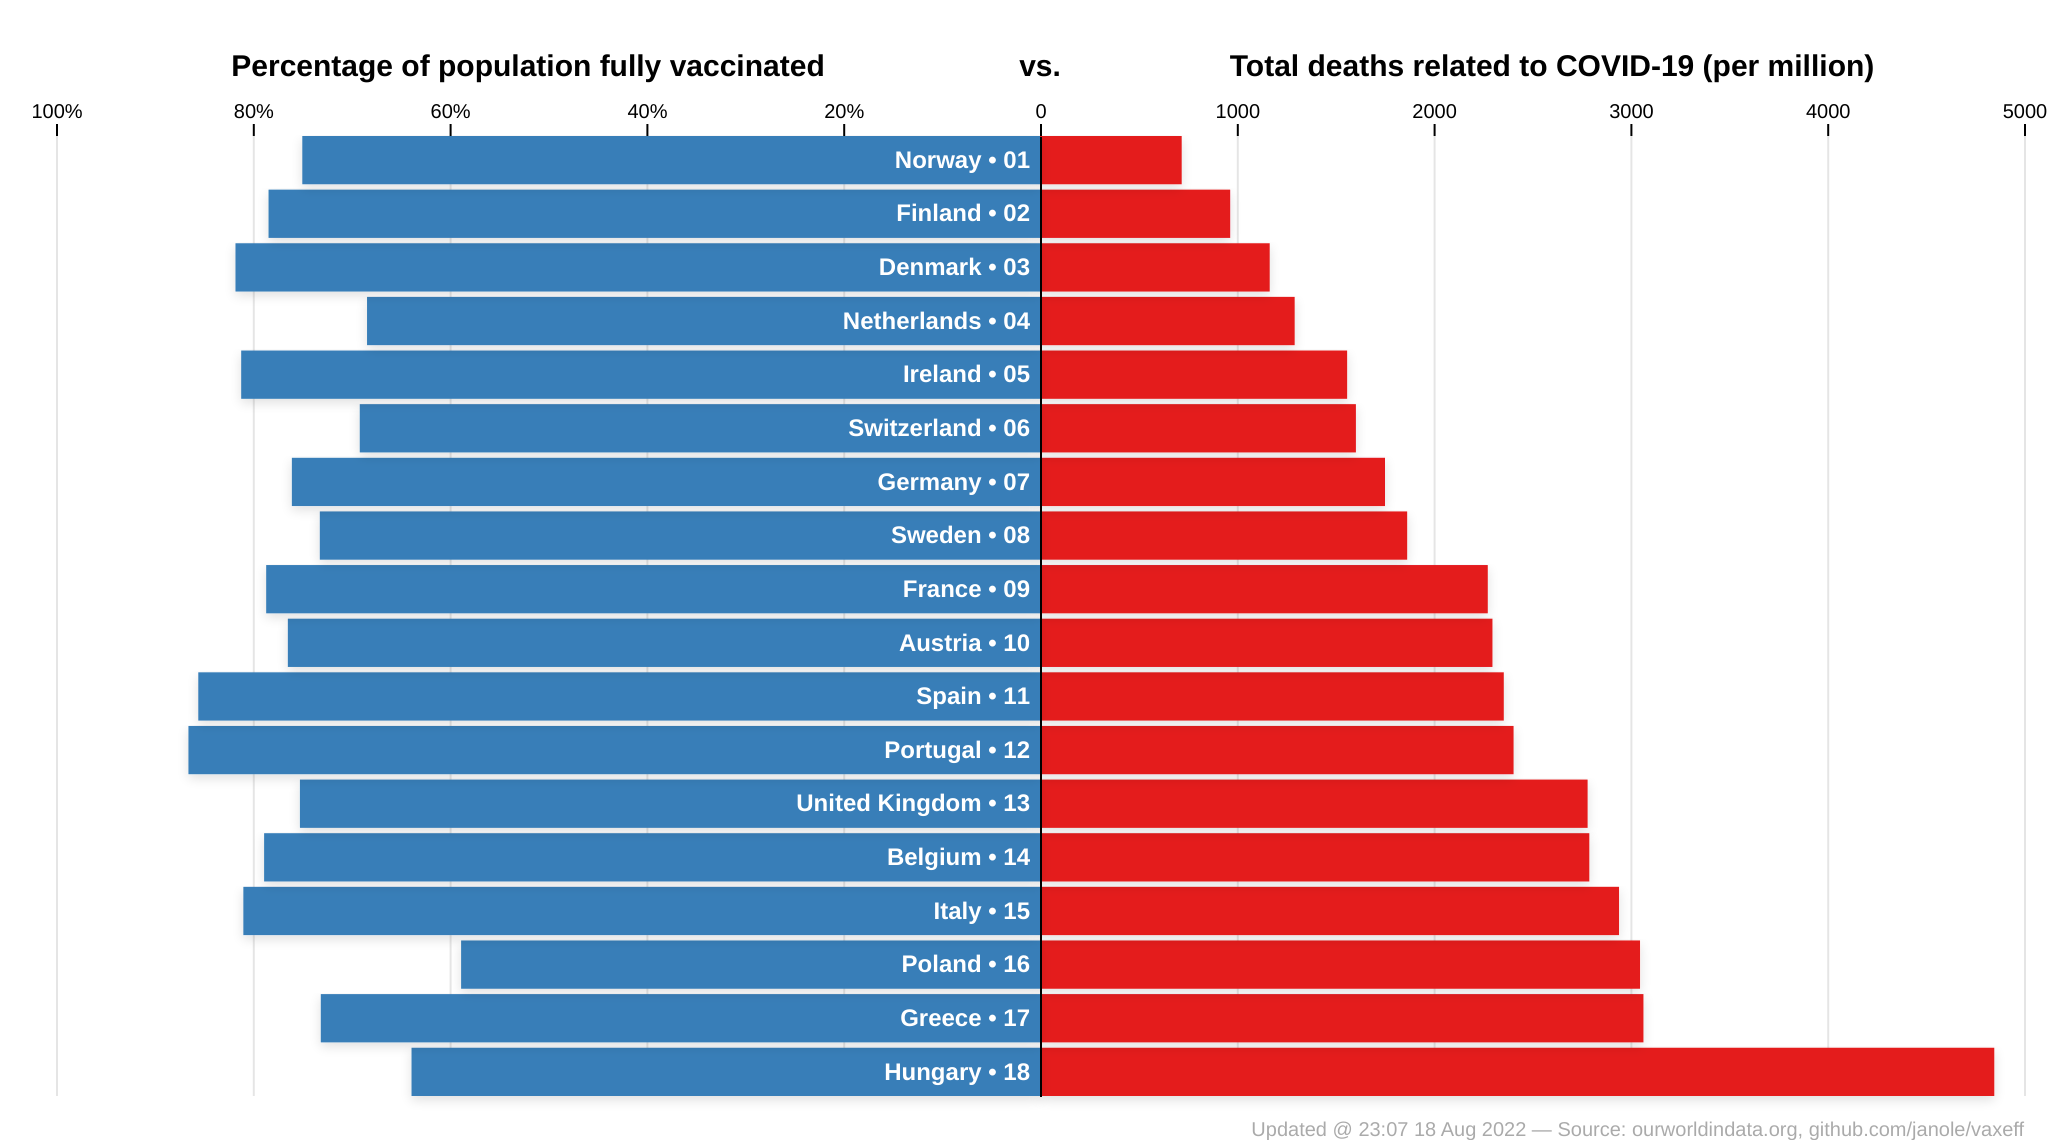 Percentage of population fully vaccinated vs. Total deaths related to COVID-19 (per million)
100% 80% 60% 40% 20% 0 1000 2000 3000 4000 5000
Norway • 01
Finland • 02
Denmark • 03
Netherlands • 04
Ireland • 05
Switzerland • 06
Germany • 07
Sweden • 08
France • 09
Austria • 10
Spain • 11
Portugal • 12
United Kingdom • 13
Belgium • 14
Italy • 15
Poland • 16
Greece • 17
Hungary • 18
Updated @ 23:07 18 Aug 2022 — Source: ourworldindata.org, github.com/janole/vaxeff